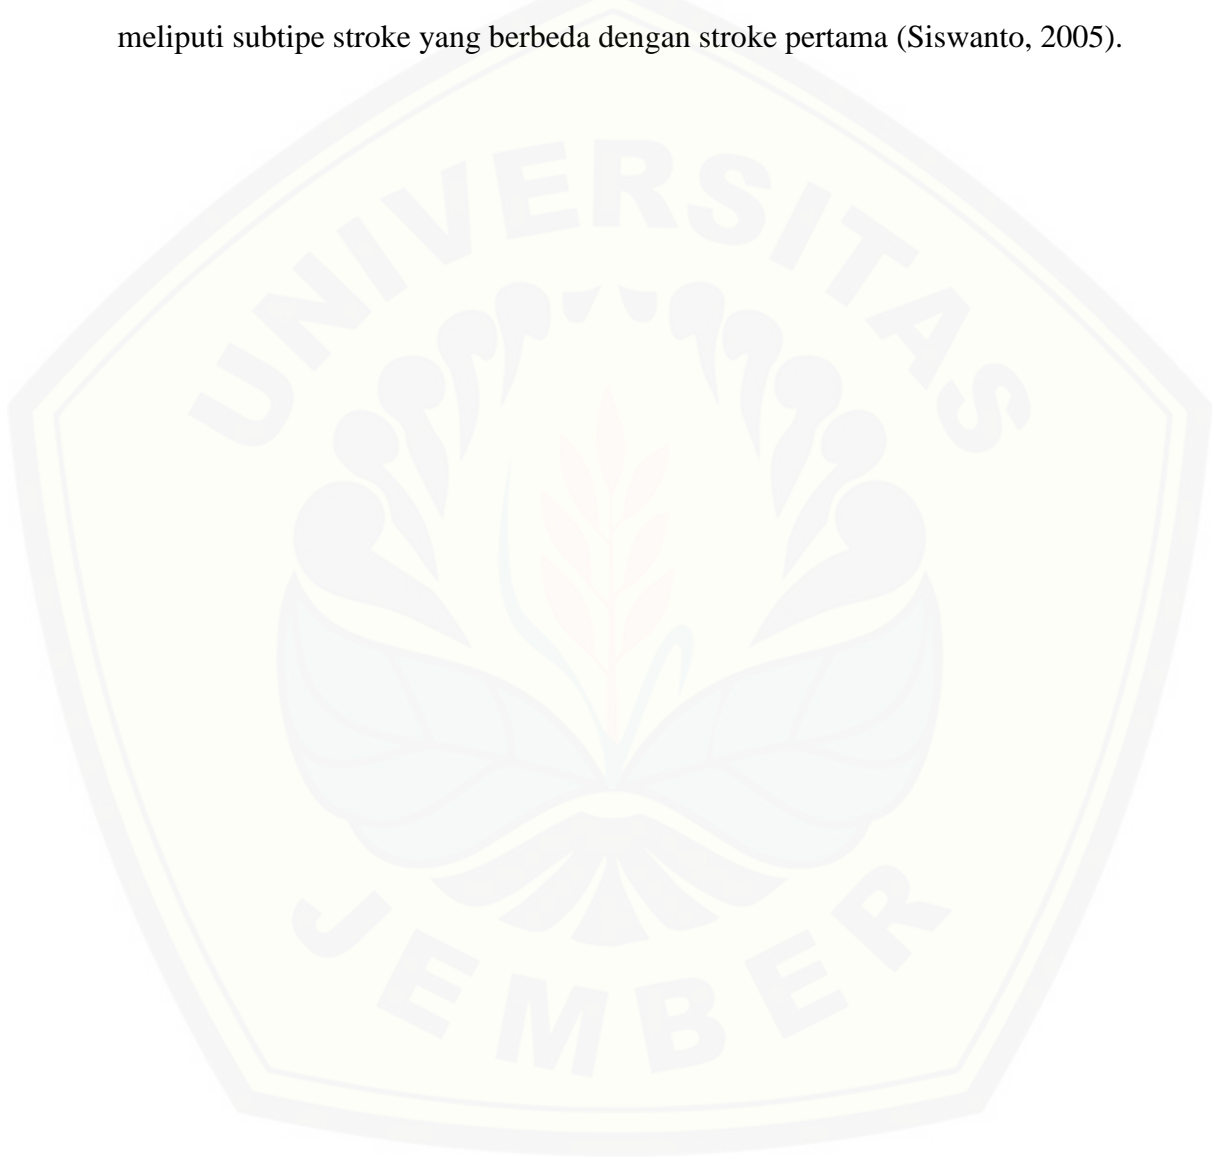 meliputi subtipe stroke yang berbeda dengan stroke pertama (Siswanto, 2005).
UNIVERSITAS
JEMBER